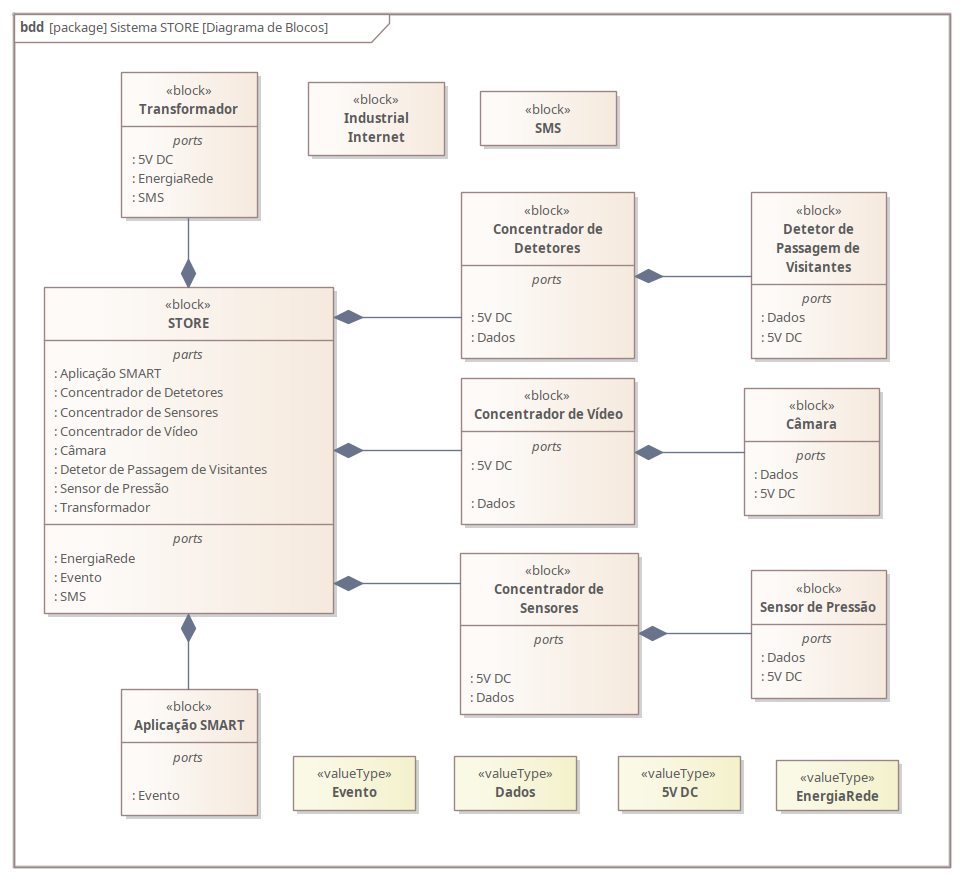 bdd [package] Sistema STORE [Diagrama de Blocos]
«block»
Transformador
ports
: 5V DC
: EnergiaRede
: SMS
«block»
Industrial
Internet
«block»
SMS
«block»
Concentrador de
Detetores
ports
: 5V DC
: Dados
«block»
Detetor de
Passagem de
Visitantes
ports
: Dados
: 5V DC
«block»
STORE
parts
: Aplicação SMART
: Concentrador de Detetores
: Concentrador de Sensores
: Concentrador de Vídeo
: Câmara
: Detetor de Passagem de Visitantes
: Sensor de Pressão
: Transformador
ports
: EnergiaRede
: Evento
: SMS
«block»
Concentrador de Vídeo
ports
: 5V DC
: Dados
«block»
Câmara
ports
: Dados
: 5V DC
«block»
Concentrador de
Sensores
ports
: 5V DC
: Dados
«block»
Sensor de Pressão
ports
: Dados
: 5V DC
«block»
Aplicação SMART
ports
: Evento
«valueType»
Evento
«valueType»
Dados
«valueType»
5V DC
«valueType»
EnergiaRede